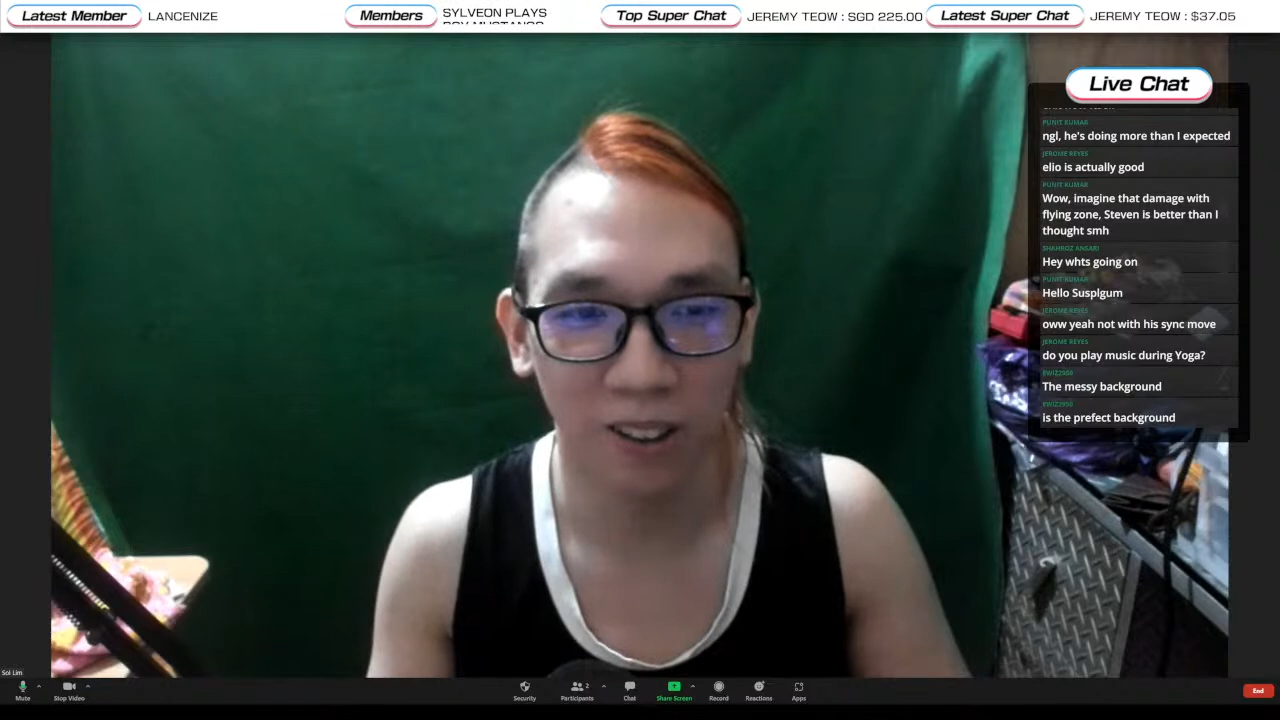 Latest Member
LANCENIZE
Members
SYLVEON PLAYS
Top Super Chat
JEREMY TEOW : SGD 225.00
Latest Super Chat
JEREMY TEOW : $37.05
Live Chat
PUNIT KUMAR
ngl, he's doing more than I expected
JEROME REYES
elio is actually good
PUNIT KUMAR
Wow, imagine that damage with
flying zone, Steven is better than I
thought smh
SHAHROZ ANSARI
Hey whts going on
PUNIT KUMAR
Hello Susplgum
JEROME REYES
oww yeah not with his sync move
JEROME REYES
do you play music during Yoga?
EWIZ2950
The messy background
EWIZ2950
is the prefect background
Soi Lim
Mute
Stop Video
Security
Participants
2
Chat
Share Screen
Record
Reactions
Apps
End